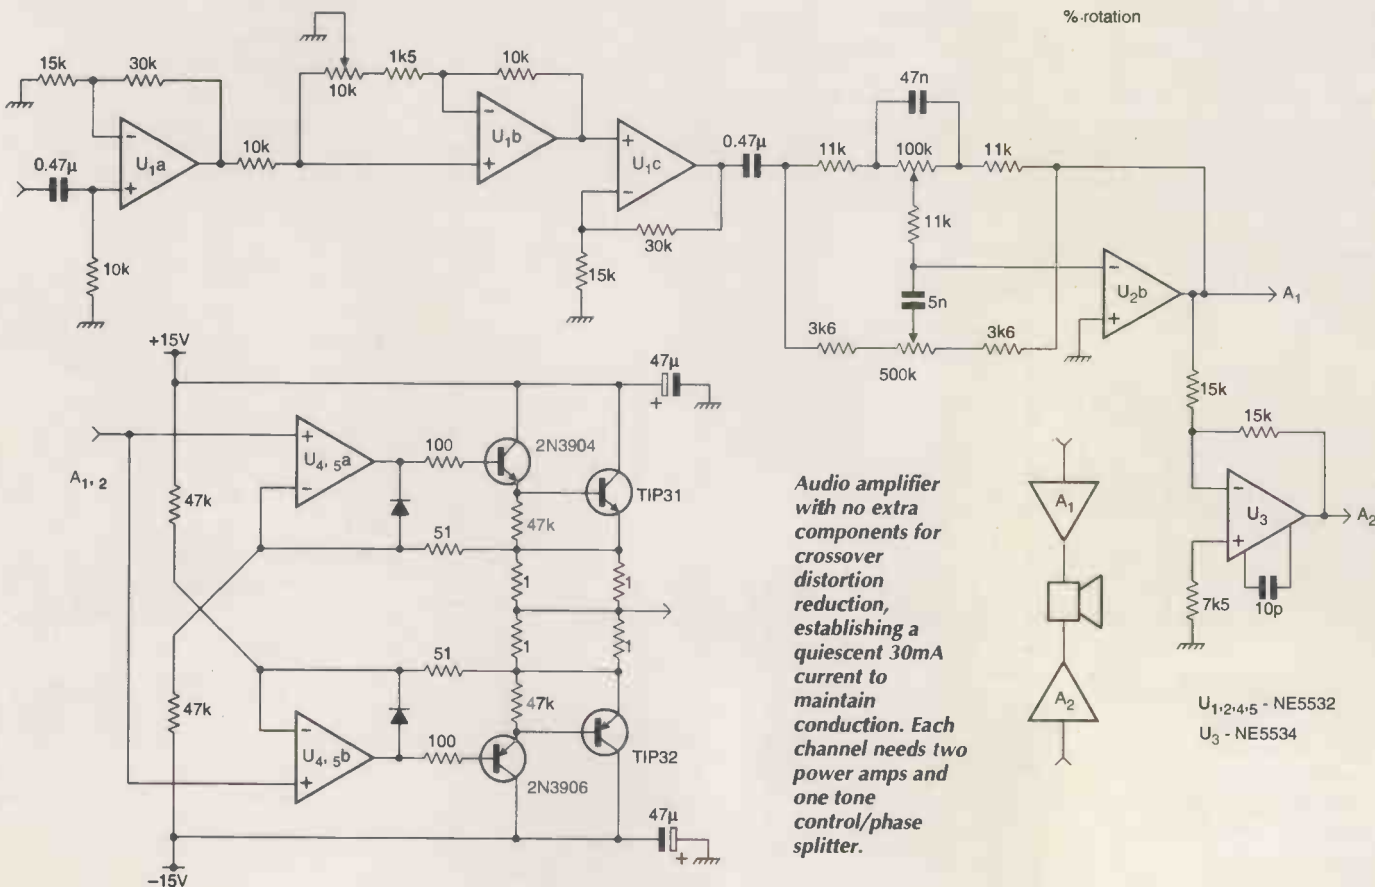 %-rotation
15k
30k
10k
1k5
10k
47n
U1a
10k
U1b
U1c
0.47µ
0.47µ
11k
100k
11k
11k
30k
10k
15k
5n
U2b
A1
3k6
500k
3k6
+15V
47µ
+
15k
15k
U4, 5a
100
2N3904
A1, 2
TIP31
47k
47k
51
1
1
1
1
51
47k
47k
U4, 5b
100
TIP32
2N3906
47µ
+
−15V
Audio amplifier
with no extra
components for
crossover
distortion
reduction,
establishing a
quiescent 30mA
current to
maintain
conduction. Each
channel needs two
power amps and
one tone
control/phase
splitter.
A1
A2
U3
A2
7k5
10p
U1,2,4,5 - NE5532
U3 - NE5534